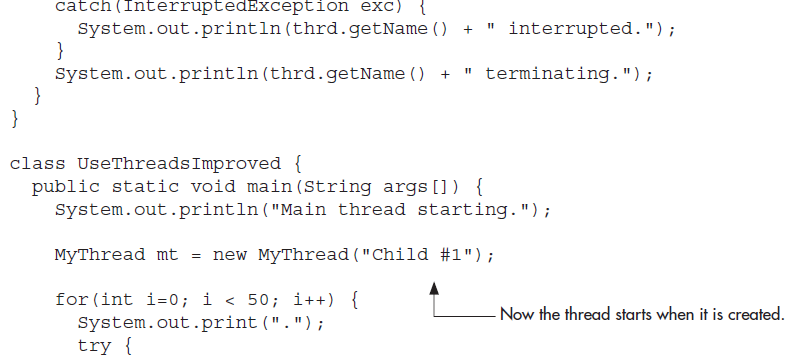 catch(InterruptedException exc) {
System.out.println(thrd.getName() + " interrupted.");
}
System.out.println(thrd.getName() + " terminating.");
}
}
class UseThreadsImproved {
public static void main(String args[]) {
System.out.println("Main thread starting.");
MyThread mt = new MyThread("Child #1");
for(int i=0; i < 50; i++) {
Now the thread starts when it is created.
System.out.print(".");
try {